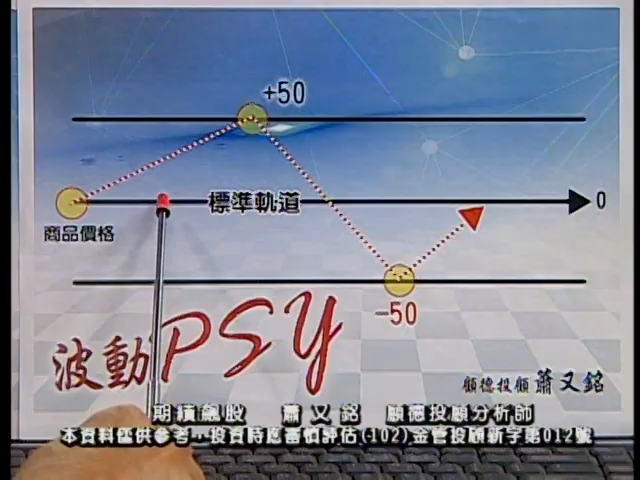 +50
標準軌道
0
商品價格
-50
波動PSY
顧德投顧 蕭又銘
期績飆股 蕭又銘 顧德投顧分析師
本資料僅供參考，投資時應審慎評估(102)金管投顧新字第012號